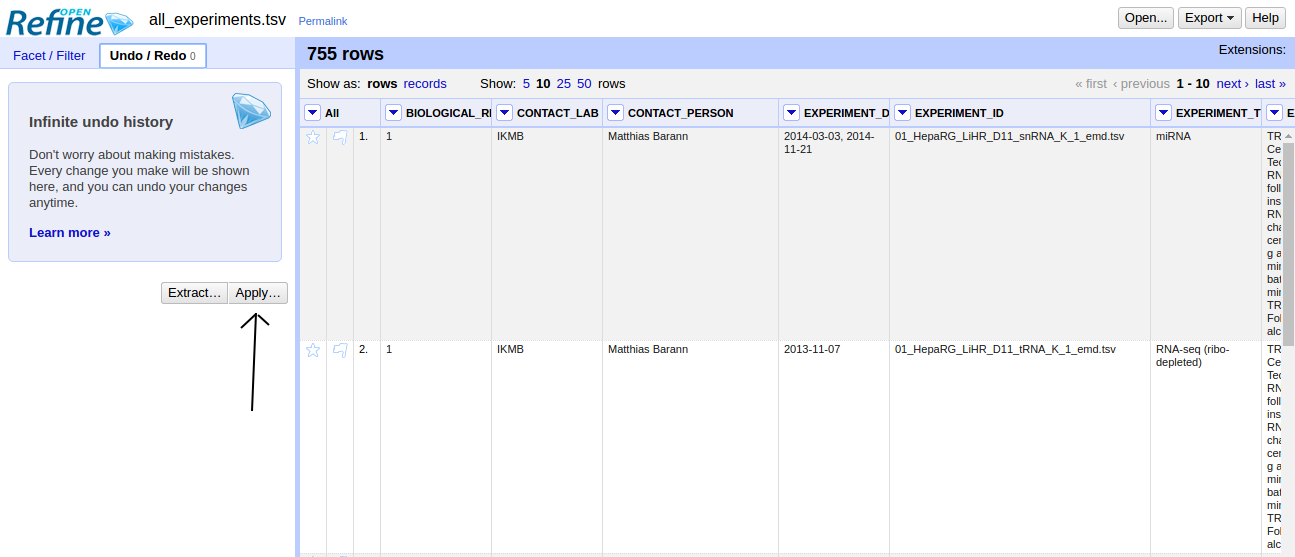 OPEN
Refine
all_experiments.tsv Permalink
Open... Export Help
Facet / Filter Undo / Redo 0
755 rows
Extensions:
Show as: rows records Show: 5 10 25 50 rows
« first ‹ previous 1 - 10 next › last »
Infinite undo history
Don't worry about making mistakes.
Every change you make will be shown
here, and you can undo your changes
anytime.
Learn more »
Extract… Apply…
All BIOLOGICAL_RE CONTACT_LAB CONTACT_PERSON EXPERIMENT_D EXPERIMENT_ID EXPERIMENT_T E
1. 1 IKMB Matthias Barann 2014-03-03, 2014-
11-21
01_HepaRG_LiHR_D11_snRNA_K_1_emd.tsv miRNA
TR
Ce
Tec
RN
foll
ins
RN
cha
cer
g a
mir
bat
mir
TR
Fol
alc
2. 1 IKMB Matthias Barann 2013-11-07 01_HepaRG_LiHR_D11_tRNA_K_1_emd.tsv RNA-seq (ribo-
depleted)
TR
Ce
Tec
RN
foll
ins
RN
cha
cer
g a
mir
bat
mir
TR
Fol
alc